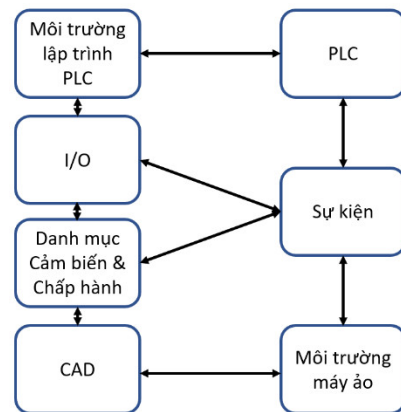 Môi trường
lập trình
PLC
PLC
I/O
Sự kiện
Danh mục
Cảm biến &
Chấp hành
CAD
Môi trường
máy ảo